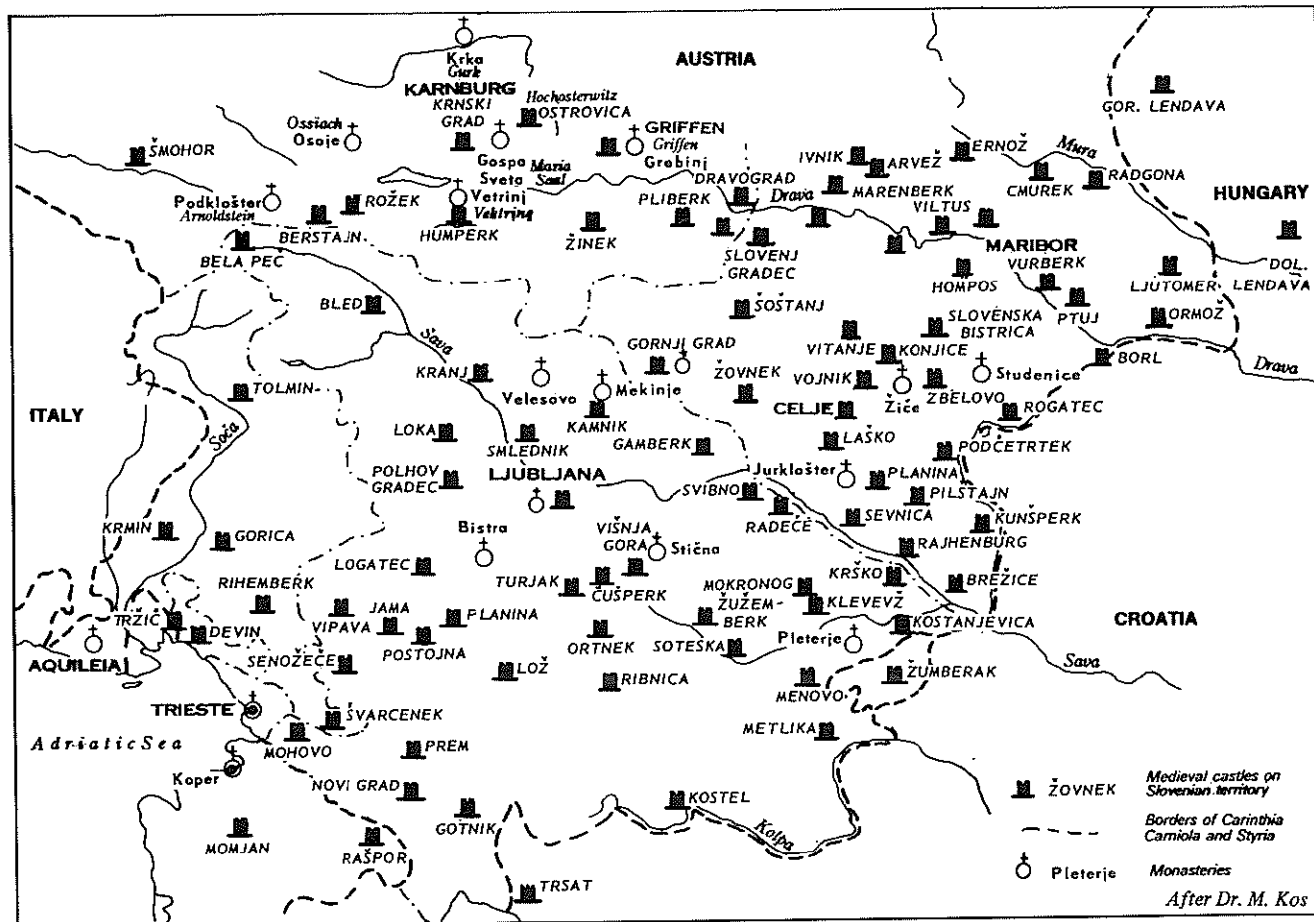 AUSTRIA
Krka
Gurk
KARNBURG
KRNSKI
GRAD
Hochosterwitz
OSTROVICA
GOR. LENDAVA
Ossiach
Osoje
ŠMOHOR
Gospa
Sveta
Maria
Saal
GRIFFEN
Griffen
Grebinj
IVNIK
ARVEŽ
ERNOŽ
Mura
CMUREK
RADGONA
HUNGARY
Podklošter
Arnoldstein
BERSTAJN
ROŽEK
Vetrinj
Vektring
HUMPERK
ŽINEK
PLIBERK
DRAVOGRAD
Drava
MARENBERK
VILTUS
MARIBOR
VURBERK
BELA PEČ
SLOVENJ
GRADEC
HOMPOS
PTUJ
LJUTOMER
DOL.
LENDAVA
BLED
Sava
ŠOŠTANJ
SLOVENSKA
BISTRICA
ORMOŽ
BORL
Drava
GORNJI GRAD
VITANJE
KONJICE
ITALY
TOLMIN
Soča
KRANJ
Velesovo
Mekinje
KAMNIK
ŽOVNEK
VOJNIK
Žiče
ZBELOVO
Studenice
CELJE
ROGATEC
LOKA
SMLEDNIK
GAMBERK
LAŠKO
PODČETRTEK
POLHOV
GRADEC
LJUBLJANA
Jurklošter
PLANINA
SVIBNO
PILSTAJN
KRMIN
GORICA
Bistra
VIŠNJA
GORA
Stična
RADEČE
SEVNICA
KUNŠPERK
RAJHENBURG
RIHEMBERK
LOGATEC
TURJAK
ČUŠPERK
MOKRONOG
KRŠKO
BREŽICE
TRŽIČ
DEVIN
VIPAVA
JAMA
PLANINA
ŽUŽEM-
BERK
KLEVEVŽ
KOSTANJEVICA
CROATIA
AQUILEIA
SENOŽEČE
POSTOJNA
ORTNEK
SOTEŠKA
Pleterje
Sava
LOŽ
RIBNICA
MENOVO
ŽUMBERAK
TRIESTE
ŠVARCENEK
Adriatic Sea
MOHOVO
PREM
METLIKA
Koper
NOVI GRAD
GOTNIK
KOSTEL
Kolpa
MOMJAN
RAŠPOR
TRSAT
ŽOVNEK
Medieval castles on
Slovenian territory
Borders of Carinthia
Carniola and Styria
Pleterje
Monasteries
After Dr. M. Kos